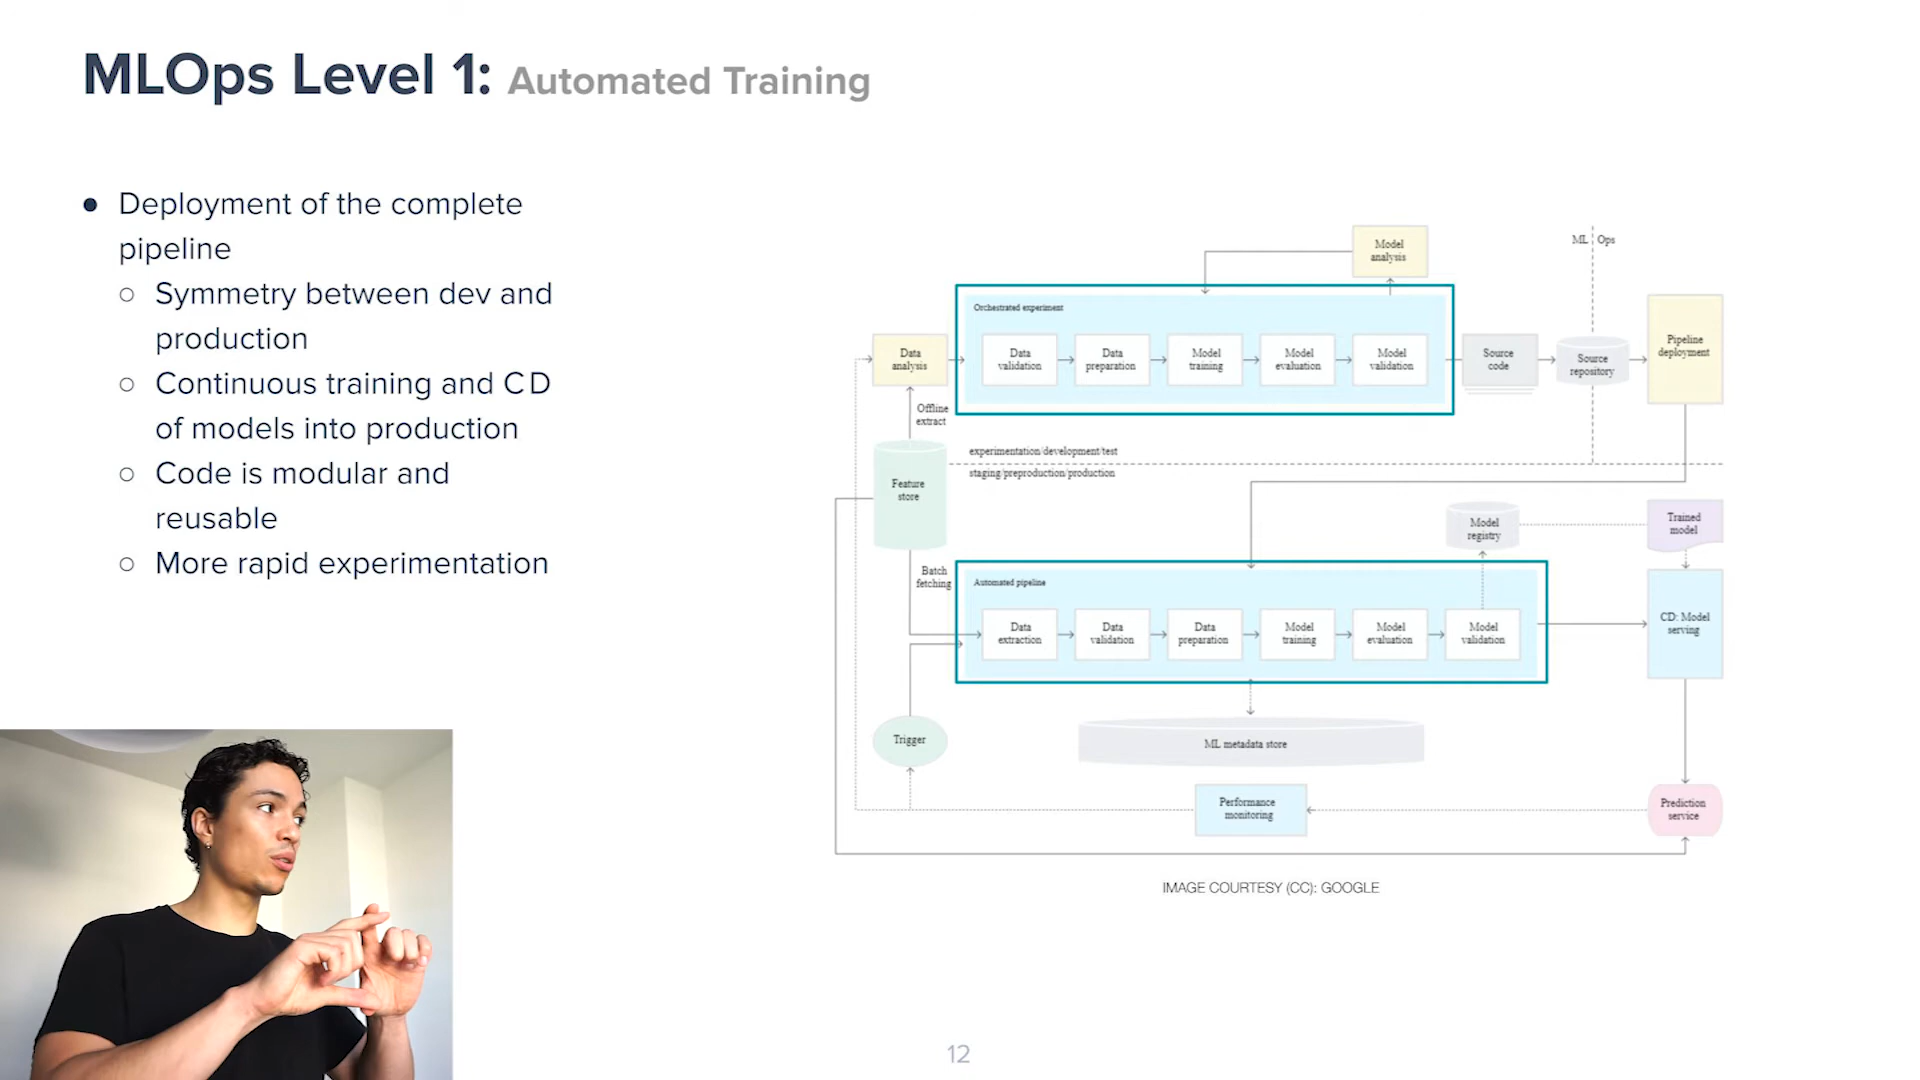 MLOps Level 1: Automated Training
● Deployment of the complete
pipeline
○ Symmetry between dev and
production
○ Continuous training and CD
of models into production
○ Code is modular and
reusable
○ More rapid experimentation
Model
analysis
ML Ops
Orchestrated experiment
Data
analysis
Data
validation
Data
preparation
Model
training
Model
evaluation
Model
validation
Source
code
Source
repository
Pipeline
deployment
Offline
extract
experimentation/development/test
staging/preproduction/production
Feature
store
Model
registry
Trained
model
Batch
fetching
Automated pipeline
Data
extraction
Data
validation
Data
preparation
Model
training
Model
evaluation
Model
validation
CD: Model
serving
Trigger
ML metadata store
Performance
monitoring
Prediction
service
IMAGE COURTESY (CC): GOOGLE
12